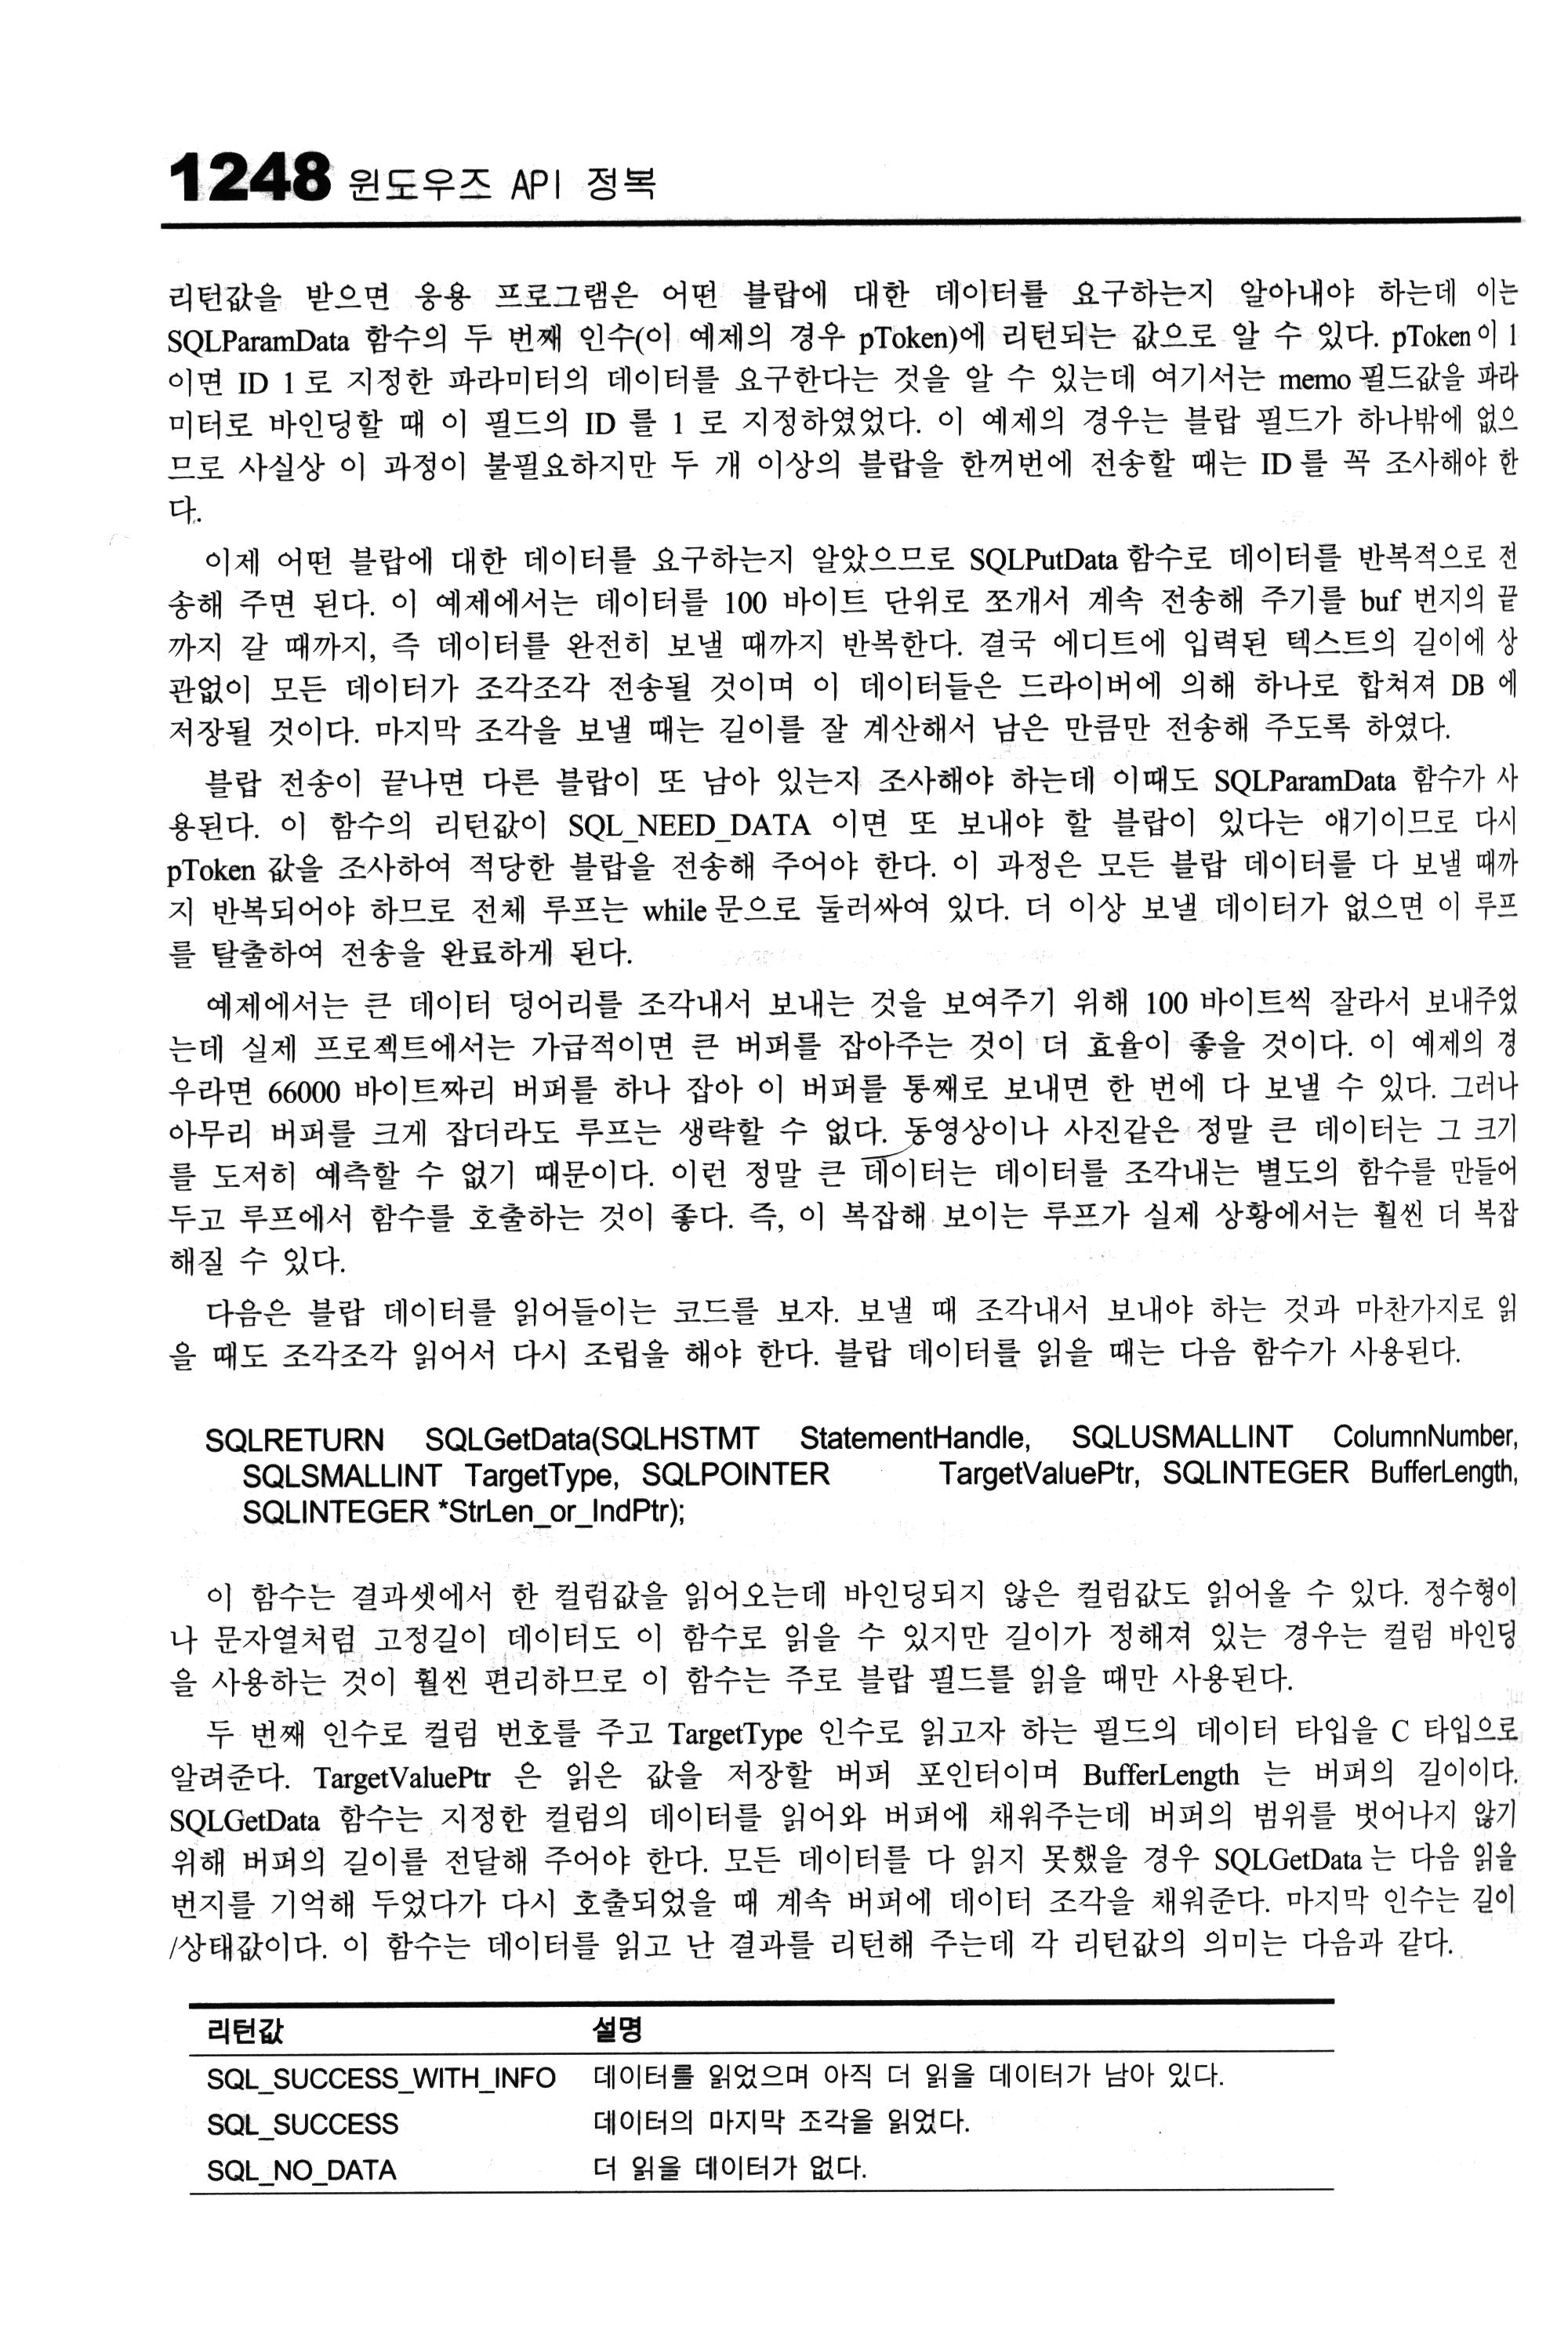 1248 윈도우즈 API 정복
리턴값을 받으면 응용 프로그램은 어떤 블랍에 대한 데이터를 요구하는지 알아내야 하는데 이는
SQLParamData 함수의 두 번째 인수(이 예제의 경우 pToken)에 리턴되는 값으로 알 수 있다. pToken이 1
이면 ID 1로 지정한 파라미터의 데이터를 요구한다는 것을 알 수 있는데 여기서는 memo 필드값을 파라
미터로 바인딩할 때 이 필드의 ID 를 1 로 지정하였었다. 이 예제의 경우는 블랍 필드가 하나밖에 없으
므로 사실상 이 과정이 불필요하지만 두 개 이상의 블랍을 한꺼번에 전송할 때는 ID를 꼭 조사해야 한
다.
이제 어떤 블랍에 대한 데이터를 요구하는지 알았으므로 SQLPutData 함수로 데이터를 반복적으로 전
송해 주면 된다. 이 예제에서는 데이터를 100 바이트 단위로 쪼개서 계속 전송해 주기를 buf 번지의 끝
까지 갈 때까지, 즉 데이터를 완전히 보낼 때까지 반복한다. 결국 에디트에 입력된 텍스트의 길이에 상
관없이 모든 데이터가 조각조각 전송될 것이며 이 데이터들은 드라이버에 의해 하나로 합쳐져 DB 에
저장될 것이다. 마지막 조각을 보낼 때는 길이를 잘 계산해서 남은 만큼만 전송해 주도록 하였다.
블랍 전송이 끝나면 다른 블랍이 또 남아 있는지 조사해야 하는데 이때도 SQLParamData 함수가 사
용된다. 이 함수의 리턴값이 SQL_NEED_DATA 이면 또 보내야 할 블랍이 있다는 얘기이므로 다시
pToken 값을 조사하여 적당한 블랍을 전송해 주어야 한다. 이 과정은 모든 블랍 데이터를 다 보낼 때까
지 반복되어야 하므로 전체 루프는 while 문으로 둘러싸여 있다. 더 이상 보낼 데이터가 없으면 이 루프
를 탈출하여 전송을 완료하게 된다.
예제에서는 큰 데이터 덩어리를 조각내서 보내는 것을 보여주기 위해 100 바이트씩 잘라서 보내주었
는데 실제 프로젝트에서는 가급적이면 큰 버퍼를 잡아주는 것이 더 효율이 좋을 것이다. 이 예제의 경
우라면 66000 바이트짜리 버퍼를 하나 잡아 이 버퍼를 통째로 보내면 한 번에 다 보낼 수 있다. 그러나
아무리 버퍼를 크게 잡더라도 루프는 생략할 수 없다. 동영상이나 사진같은 정말 큰 데이터는 그 크기
를 도저히 예측할 수 없기 때문이다. 이런 정말 큰 데이터는 데이터를 조각내는 별도의 함수를 만들어
두고 루프에서 함수를 호출하는 것이 좋다. 즉, 이 복잡해 보이는 루프가 실제 상황에서는 훨씬 더 복잡
해질 수 있다.
다음은 블랍 데이터를 읽어들이는 코드를 보자. 보낼 때 조각내서 보내야 하는 것과 마찬가지로 읽
을 때도 조각조각 읽어서 다시 조립을 해야 한다. 블랍 데이터를 읽을 때는 다음 함수가 사용된다.
SQLRETURN SQLGetData(SQLHSTMT StatementHandle, SQLUSMALLINT ColumnNumber,
SQLSMALLINT TargetType, SQLPOINTER TargetValuePtr, SQLINTEGER BufferLength,
SQLINTEGER *StrLen_or_IndPtr);
이 함수는 결과셋에서 한 컬럼값을 읽어오는데 바인딩되지 않은 컬럼값도 읽어올 수 있다. 정수형이
나 문자열처럼 고정길이 데이터도 이 함수로 읽을 수 있지만 길이가 정해져 있는 경우는 컬럼 바인딩
을 사용하는 것이 훨씬 편리하므로 이 함수는 주로 블랍 필드를 읽을 때만 사용된다.
두 번째 인수로 컬럼 번호를 주고 TargetType 인수로 읽고자 하는 필드의 데이터 타입을 C 타입으로
알려준다. TargetValuePtr 은 읽은 값을 저장할 버퍼 포인터이며 BufferLength 는 버퍼의 길이이다.
SQLGetData 함수는 지정한 컬럼의 데이터를 읽어와 버퍼에 채워주는데 버퍼의 범위를 벗어나지 않기
위해 버퍼의 길이를 전달해 주어야 한다. 모든 데이터를 다 읽지 못했을 경우 SQLGetData는 다음 읽을
번지를 기억해 두었다가 다시 호출되었을 때 계속 버퍼에 데이터 조각을 채워준다. 마지막 인수는 길이
/상태값이다. 이 함수는 데이터를 읽고 난 결과를 리턴해 주는데 각 리턴값의 의미는 다음과 같다.
리턴값 설명
SQL_SUCCESS_WITH_INFO 데이터를 읽었으며 아직 더 읽을 데이터가 남아 있다.
SQL_SUCCESS 데이터의 마지막 조각을 읽었다.
SQL_NO_DATA 더 읽을 데이터가 없다.